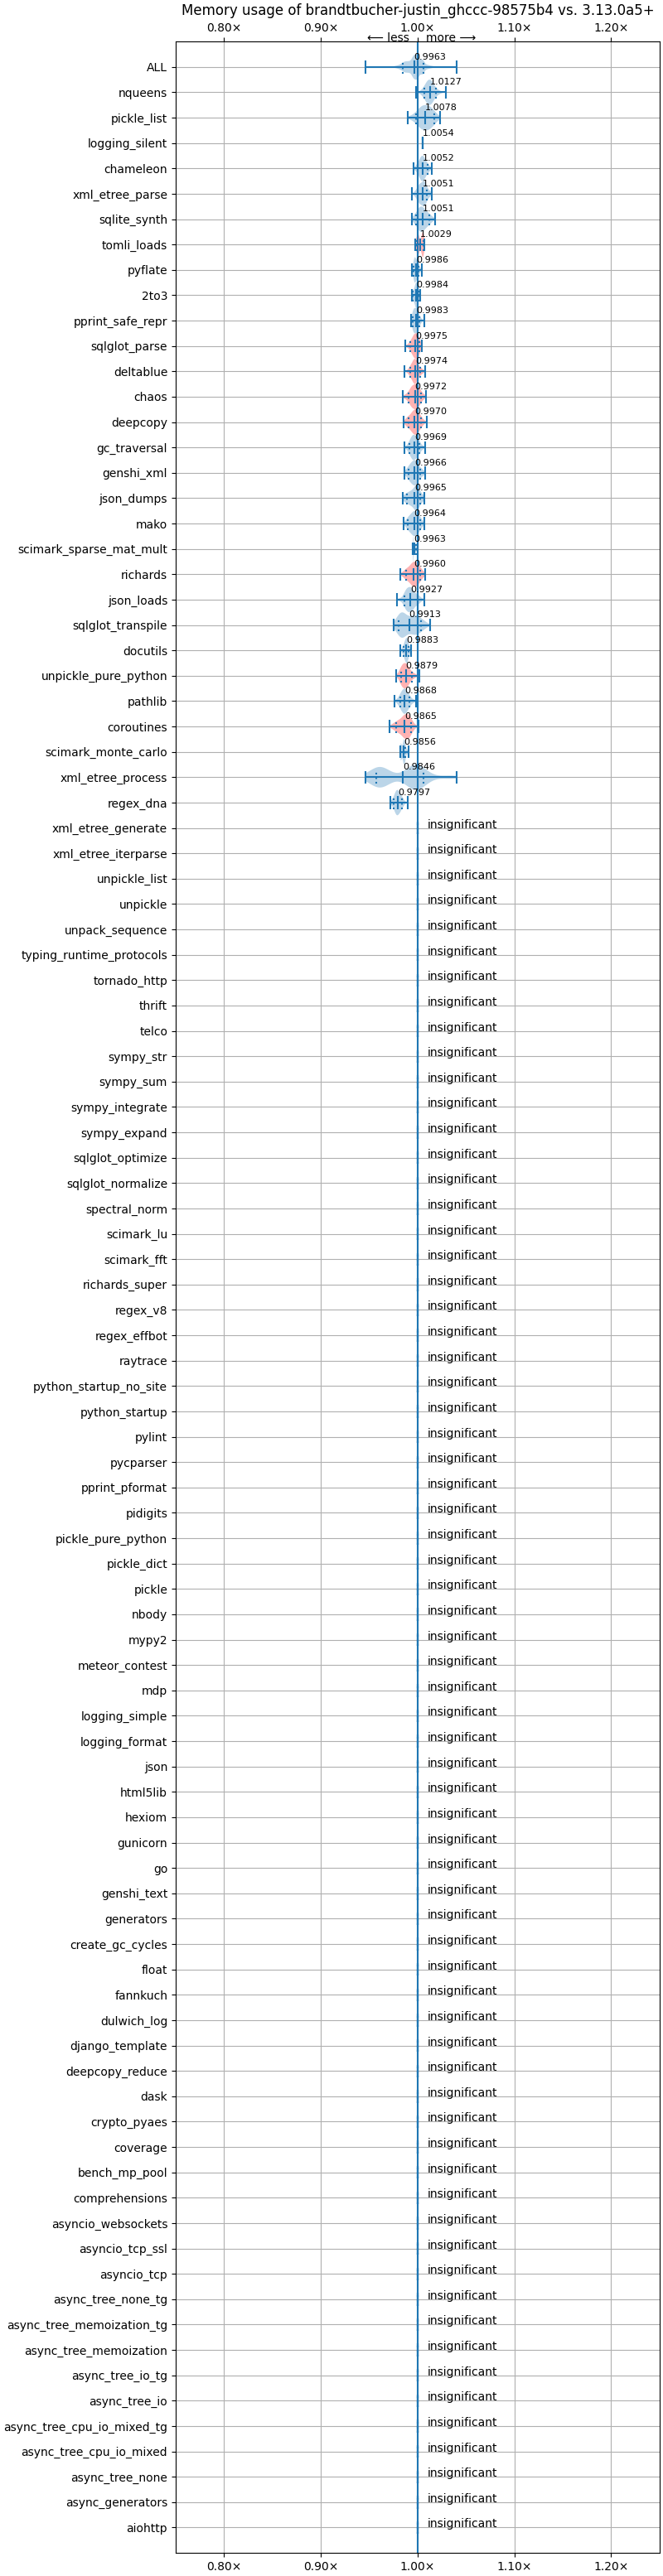 Memory usage of brandtbucher-justin_ghccc-98575b4 vs. 3.13.0a5+
0.80× 0.90× 1.00× 1.10× 1.20×
⟵ less more ⟶
ALL 0.9963
nqueens 1.0127
pickle_list 1.0078
logging_silent 1.0054
chameleon 1.0052
xml_etree_parse 1.0051
sqlite_synth 1.0051
tomli_loads 1.0029
pyflate 0.9986
2to3 0.9984
pprint_safe_repr 0.9983
sqlglot_parse 0.9975
deltablue 0.9974
chaos 0.9972
deepcopy 0.9970
gc_traversal 0.9969
genshi_xml 0.9966
json_dumps 0.9965
mako 0.9964
scimark_sparse_mat_mult 0.9963
richards 0.9960
json_loads 0.9927
sqlglot_transpile 0.9913
docutils 0.9883
unpickle_pure_python 0.9879
pathlib 0.9868
coroutines 0.9865
scimark_monte_carlo 0.9856
xml_etree_process 0.9846
regex_dna 0.9797
xml_etree_generate insignificant
xml_etree_iterparse insignificant
unpickle_list insignificant
unpickle insignificant
unpack_sequence insignificant
typing_runtime_protocols insignificant
tornado_http insignificant
thrift insignificant
telco insignificant
sympy_str insignificant
sympy_sum insignificant
sympy_integrate insignificant
sympy_expand insignificant
sqlglot_optimize insignificant
sqlglot_normalize insignificant
spectral_norm insignificant
scimark_lu insignificant
scimark_fft insignificant
richards_super insignificant
regex_v8 insignificant
regex_effbot insignificant
raytrace insignificant
python_startup_no_site insignificant
python_startup insignificant
pylint insignificant
pycparser insignificant
pprint_pformat insignificant
pidigits insignificant
pickle_pure_python insignificant
pickle_dict insignificant
pickle insignificant
nbody insignificant
mypy2 insignificant
meteor_contest insignificant
mdp insignificant
logging_simple insignificant
logging_format insignificant
json insignificant
html5lib insignificant
hexiom insignificant
gunicorn insignificant
go insignificant
genshi_text insignificant
generators insignificant
create_gc_cycles insignificant
float insignificant
fannkuch insignificant
dulwich_log insignificant
django_template insignificant
deepcopy_reduce insignificant
dask insignificant
crypto_pyaes insignificant
coverage insignificant
bench_mp_pool insignificant
comprehensions insignificant
asyncio_websockets insignificant
asyncio_tcp_ssl insignificant
asyncio_tcp insignificant
async_tree_none_tg insignificant
async_tree_memoization_tg insignificant
async_tree_memoization insignificant
async_tree_io_tg insignificant
async_tree_io insignificant
async_tree_cpu_io_mixed_tg insignificant
async_tree_cpu_io_mixed insignificant
async_tree_none insignificant
async_generators insignificant
aiohttp insignificant
0.80× 0.90× 1.00× 1.10× 1.20×